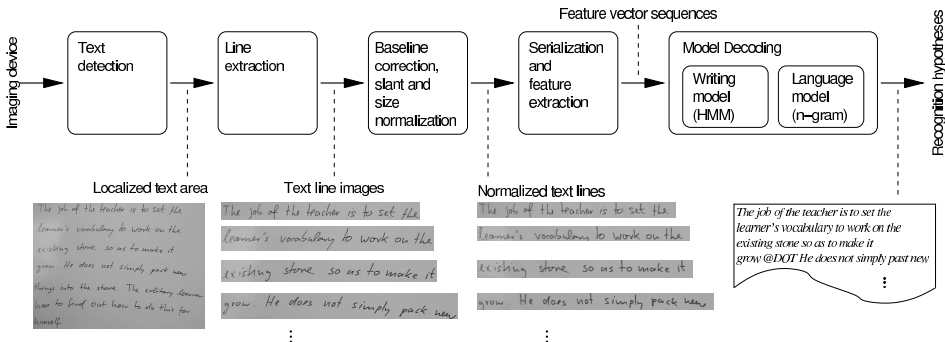 Feature vector sequences
Imaging device
Text
detection
Line
extraction
Baseline
correction,
slant and
size
normalization
Serialization
and
feature
extraction
Model Decoding
Writing
model
(HMM)
Language
model
(n-gram)
Recognition hypotheses
Localized text area
The job of the teacher is to set the
learner's vocabulary to work on the
existing stone so as to make it
grow. He does not simply pack new
things into the stone. The solitary learner
has to find out how to do this for
himself.
Text line images
The job of the teacher is to set the
learner's vocabulary to work on the
existing stone so as to make it
grow. He does not simply pack new
⋮
Normalized text lines
The job of the teacher is to set the
learner's vocabulary to work on the
existing stone so as to make it
grow. He does not simply pack new
⋮
The job of the teacher is to set the
learner's vocabulary to work on the
existing stone so as to make it
grow @DOT He does not simply past new
⋮